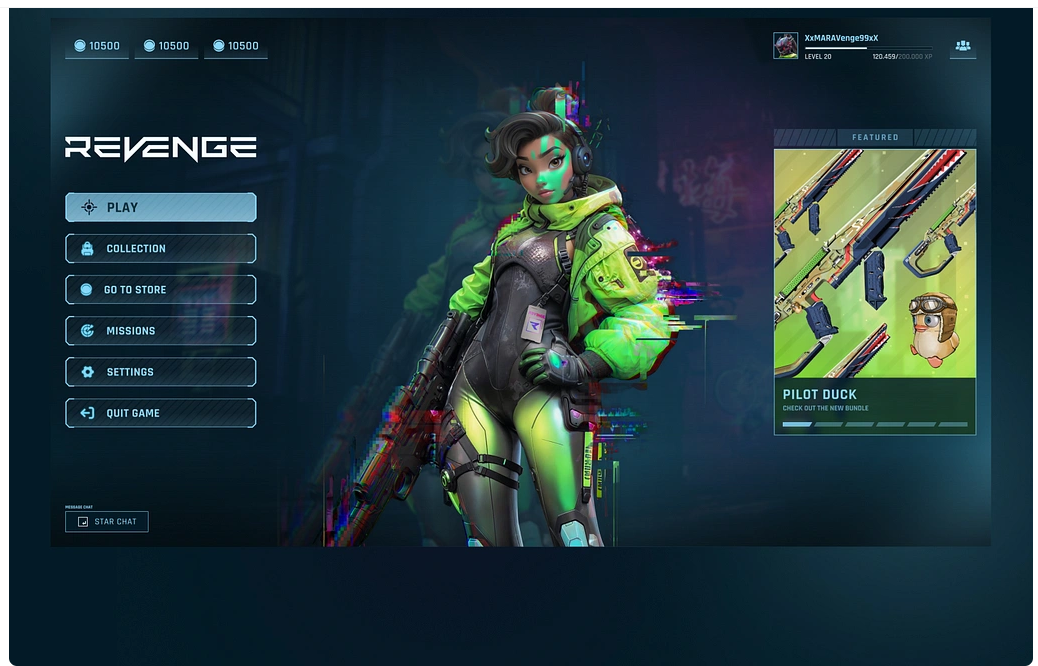 10500 10500 10500
XxMARAVenge99xX
LEVEL 20 120.459/200.000 XP
REVENGE
FEATURED
PLAY
COLLECTION
GO TO STORE
MISSIONS
SETTINGS
QUIT GAME
PILOT DUCK
CHECK OUT THE NEW BUNDLE
MESSAGE CHAT
STAR CHAT